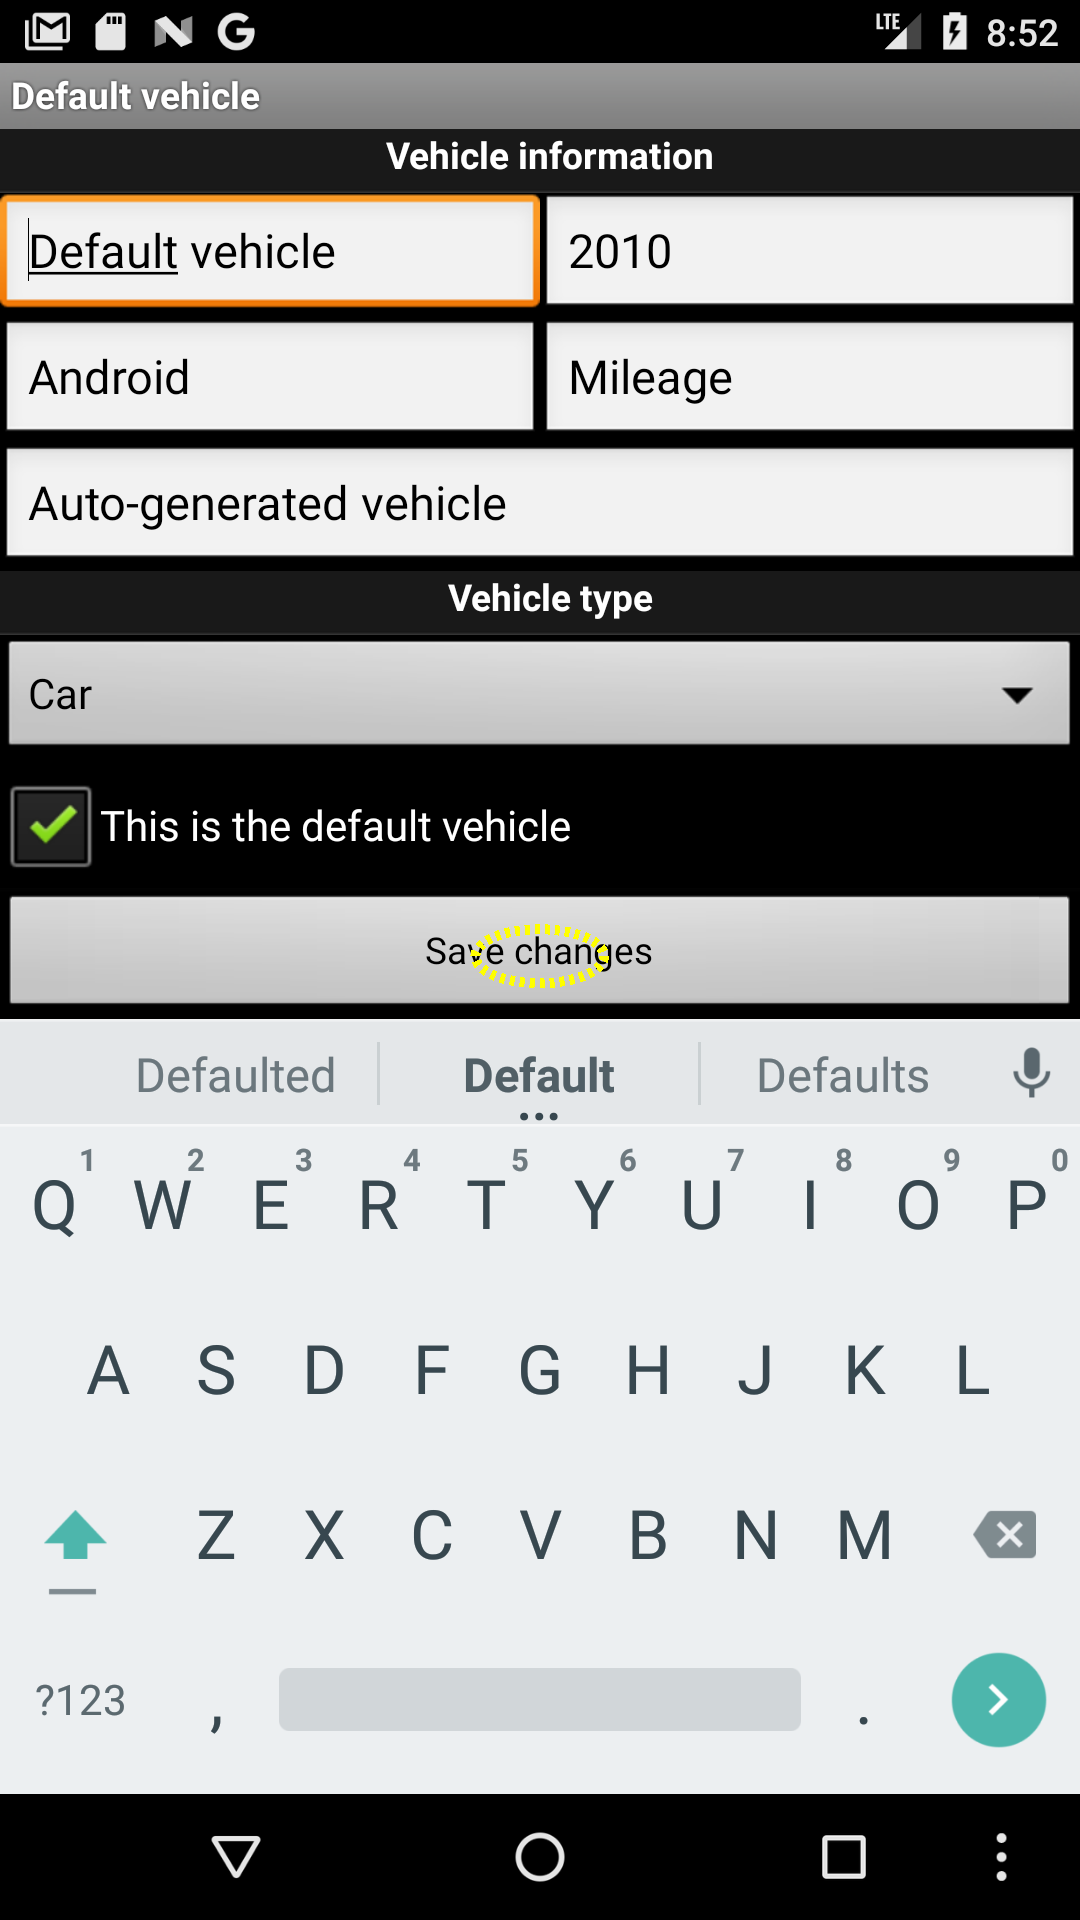 LTE 8:52
Default vehicle
Vehicle information
Default vehicle 2010
Android Mileage
Auto-generated vehicle
Vehicle type
Car
This is the default vehicle
Save changes
Defaulted Default Defaults
1 2 3 4 5 6 7 8 9 0
Q W E R T Y U I O P
A S D F G H J K L
Z X C V B N M
?123 , .